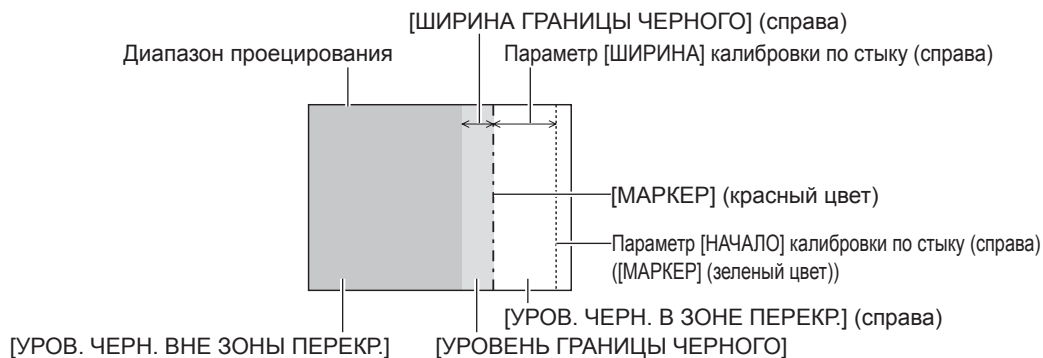 [ШИРИНА ГРАНИЦЫ ЧЕРНОГО] (справа)
Диапазон проецирования
Параметр [ШИРИНА] калибровки по стыку (справа)
[МАРКЕР] (красный цвет)
Параметр [НАЧАЛО] калибровки по стыку (справа)
([МАРКЕР] (зеленый цвет))
[УРОВ. ЧЕРН. В ЗОНЕ ПЕРЕКР.] (справа)
[УРОВ. ЧЕРН. ВНЕ ЗОНЫ ПЕРЕКР.]
[УРОВЕНЬ ГРАНИЦЫ ЧЕРНОГО]